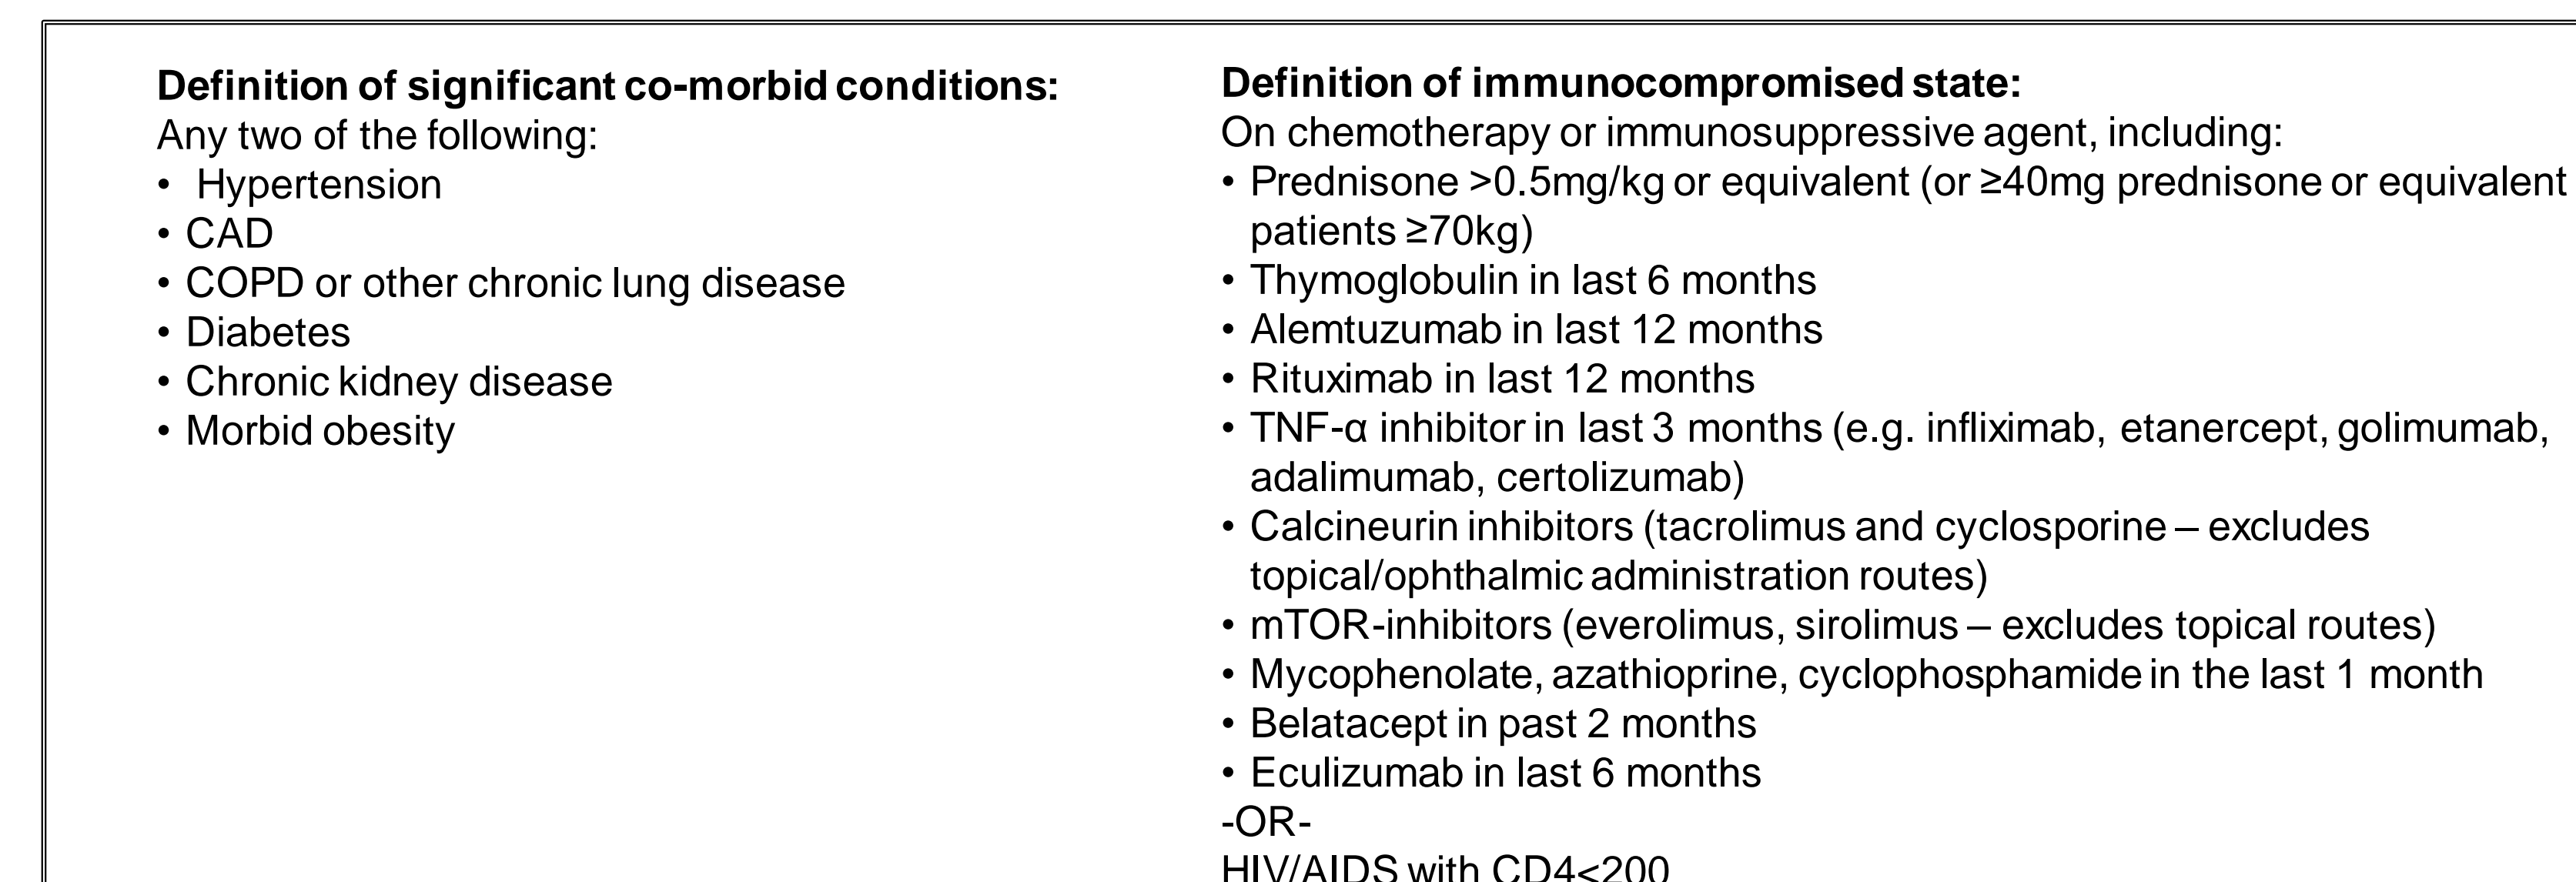 Definition of significant co-morbid conditions:
Any two of the following:
• Hypertension
• CAD
• COPD or other chronic lung disease
• Diabetes
• Chronic kidney disease
• Morbid obesity
Definition of immunocompromised state:
On chemotherapy or immunosuppressive agent, including:
• Prednisone >0.5mg/kg or equivalent (or ≥40mg prednisone or equivalent
patients ≥70kg)
• Thymoglobulin in last 6 months
• Alemtuzumab in last 12 months
• Rituximab in last 12 months
• TNF-α inhibitor in last 3 months (e.g. infliximab, etanercept, golimumab,
adalimumab, certolizumab)
• Calcineurin inhibitors (tacrolimus and cyclosporine – excludes
topical/ophthalmic administration routes)
• mTOR-inhibitors (everolimus, sirolimus – excludes topical routes)
• Mycophenolate, azathioprine, cyclophosphamide in the last 1 month
• Belatacept in past 2 months
• Eculizumab in last 6 months
-OR-
HIV/AIDS with CD4<200